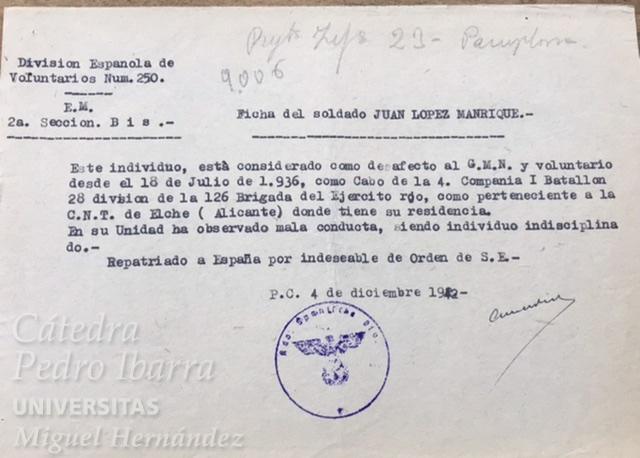 23- Pamplona.
9.006
Division Espanola de
Voluntarios Num.250.
E.M.
2a. Seccion. B i s .-
Ficha del soldado JUAN LOPEZ MANRIQUE.-
Este individuo, està considerado como desafecto al G.M.N. y voluntario
desde el 18 de Julio de 1.936, como Cabo de la 4. Compania I Batallon
28 division de la 126 Brigada del Ejercito rojo, como perteneciente a la
C.N.T. de Elche ( Alicante) donde tiene su residencia.
En su Unidad ha observado mala conducta, siendo individuo indisciplina
do.-
Repatriado a España por indeseable de Orden de S.E.-
P.C. 4 de diciembre 1942-
Spanische Div.
Cátedra
Pedro Ibarra
UNIVERSITAS
Miguel Hernández